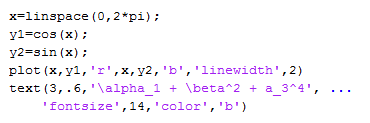 x=linspace(0,2*pi);
y1=cos(x);
y2=sin(x);
plot(x,y1,'r',x,y2,'b','linewidth',2)
text(3,.6,'\alpha_1 + \beta^2 + a_3^4', ...
'fontsize',14,'color','b')